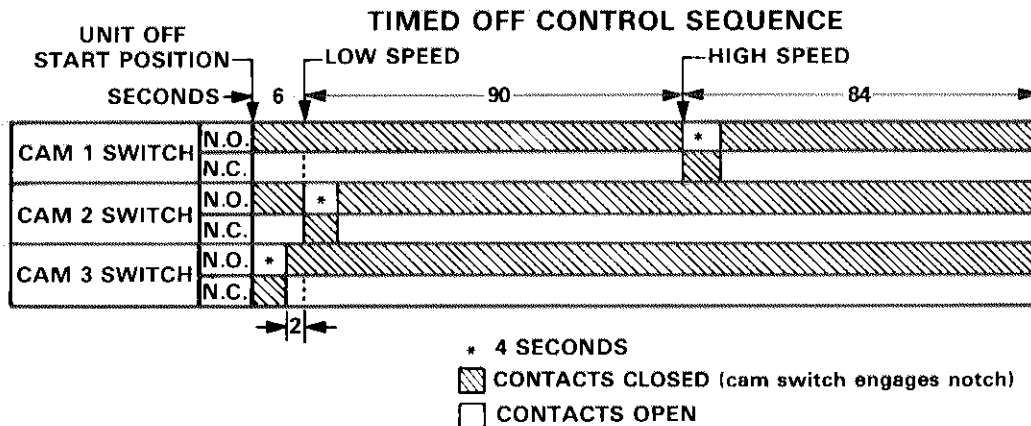 TIMED OFF CONTROL SEQUENCE
UNIT OFF
START POSITION
LOW SPEED
HIGH SPEED
SECONDS
6
90
84
CAM 1 SWITCH
N.O.
*
N.C.
CAM 2 SWITCH
N.O.
*
N.C.
CAM 3 SWITCH
N.O.
*
N.C.
2
* 4 SECONDS
CONTACTS CLOSED (cam switch engages notch)
CONTACTS OPEN